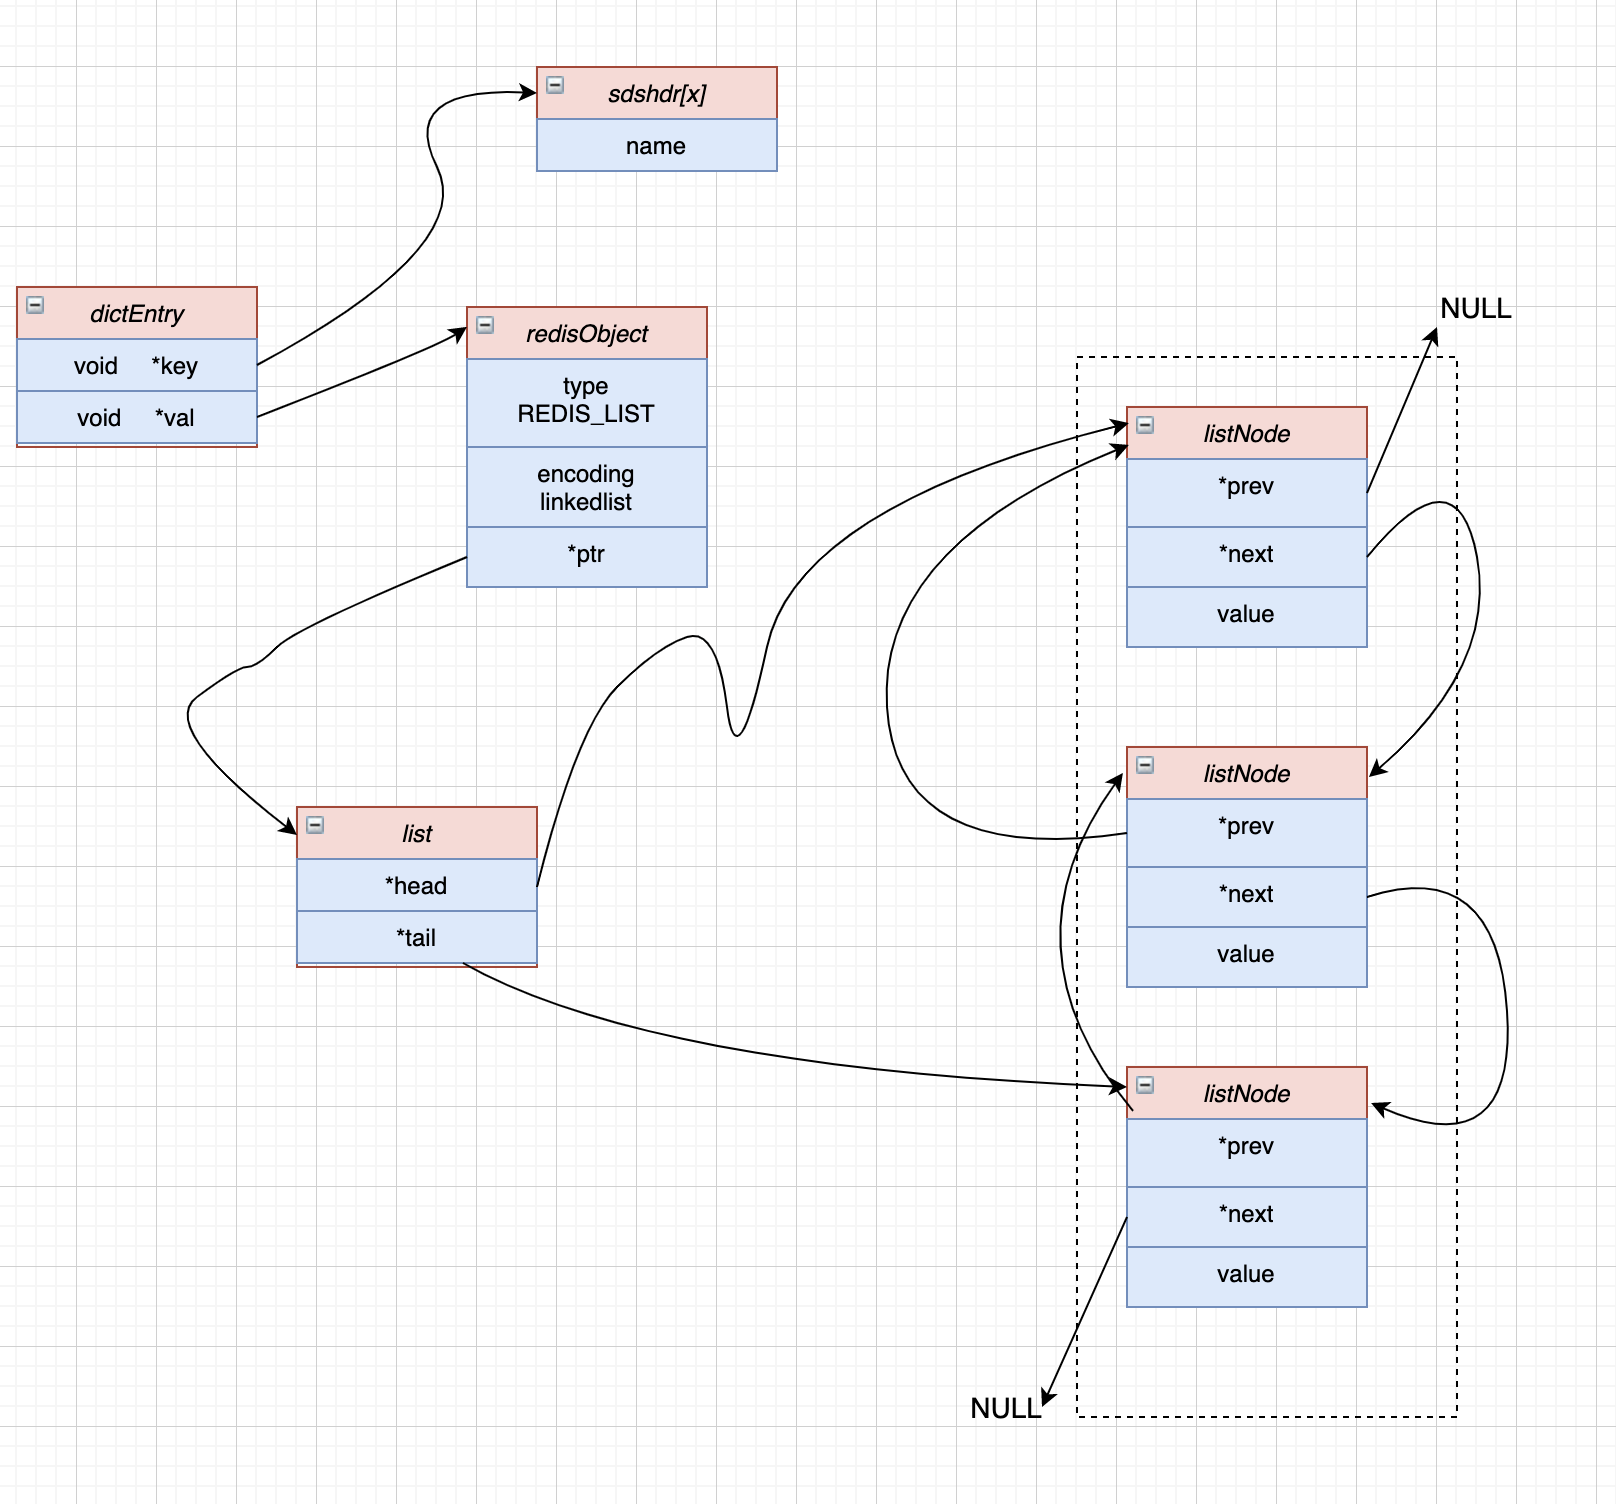 sdshdr[x]
name
dictEntry
void *key
void *val
redisObject
type
REDIS_LIST
encoding
linkedlist
*ptr
list
*head
*tail
NULL
listNode
*prev
*next
value
listNode
*prev
*next
value
listNode
*prev
*next
value
NULL